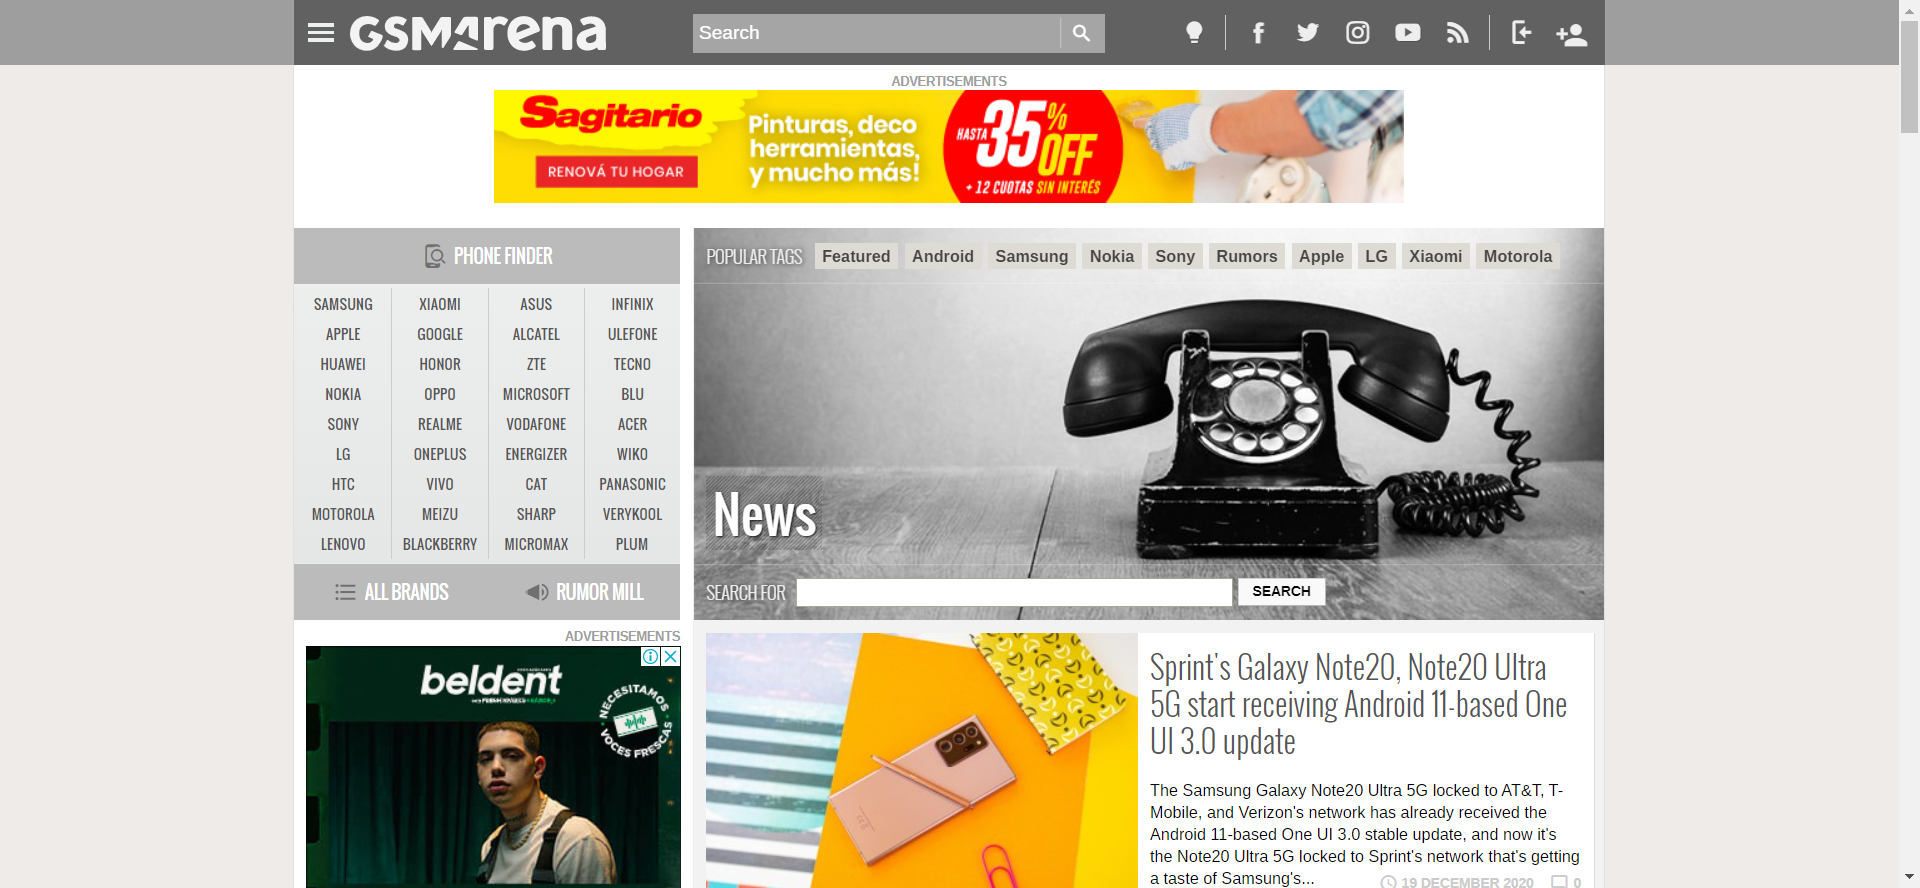 GSMArena
Search
ADVERTISEMENTS
Sagitario
RENOVÁ TU HOGAR
Pinturas, deco
herramientas,
y mucho más!
HASTA 35% OFF
+ 12 CUOTAS SIN INTERÉS
PHONE FINDER
SAMSUNG XIAOMI ASUS INFINIX
APPLE GOOGLE ALCATEL ULEFONE
HUAWEI HONOR ZTE TECNO
NOKIA OPPO MICROSOFT BLU
SONY REALME VODAFONE ACER
LG ONEPLUS ENERGIZER WIKO
HTC VIVO CAT PANASONIC
MOTOROLA MEIZU SHARP VERYKOOL
LENOVO BLACKBERRY MICROMAX PLUM
ALL BRANDS RUMOR MILL
ADVERTISEMENTS
beldent
NECESITAMOS
VOCES FRESCAS
POPULAR TAGS Featured Android Samsung Nokia Sony Rumors Apple LG Xiaomi Motorola
News
SEARCH FOR SEARCH
Sprint's Galaxy Note20, Note20 Ultra
5G start receiving Android 11-based One
UI 3.0 update
The Samsung Galaxy Note20 Ultra 5G locked to AT&T, T-
Mobile, and Verizon's network has already received the
Android 11-based One UI 3.0 stable update, and now it's
the Note20 Ultra 5G locked to Sprint's network that's getting
a taste of Samsung's...
19 DECEMBER 2020 0